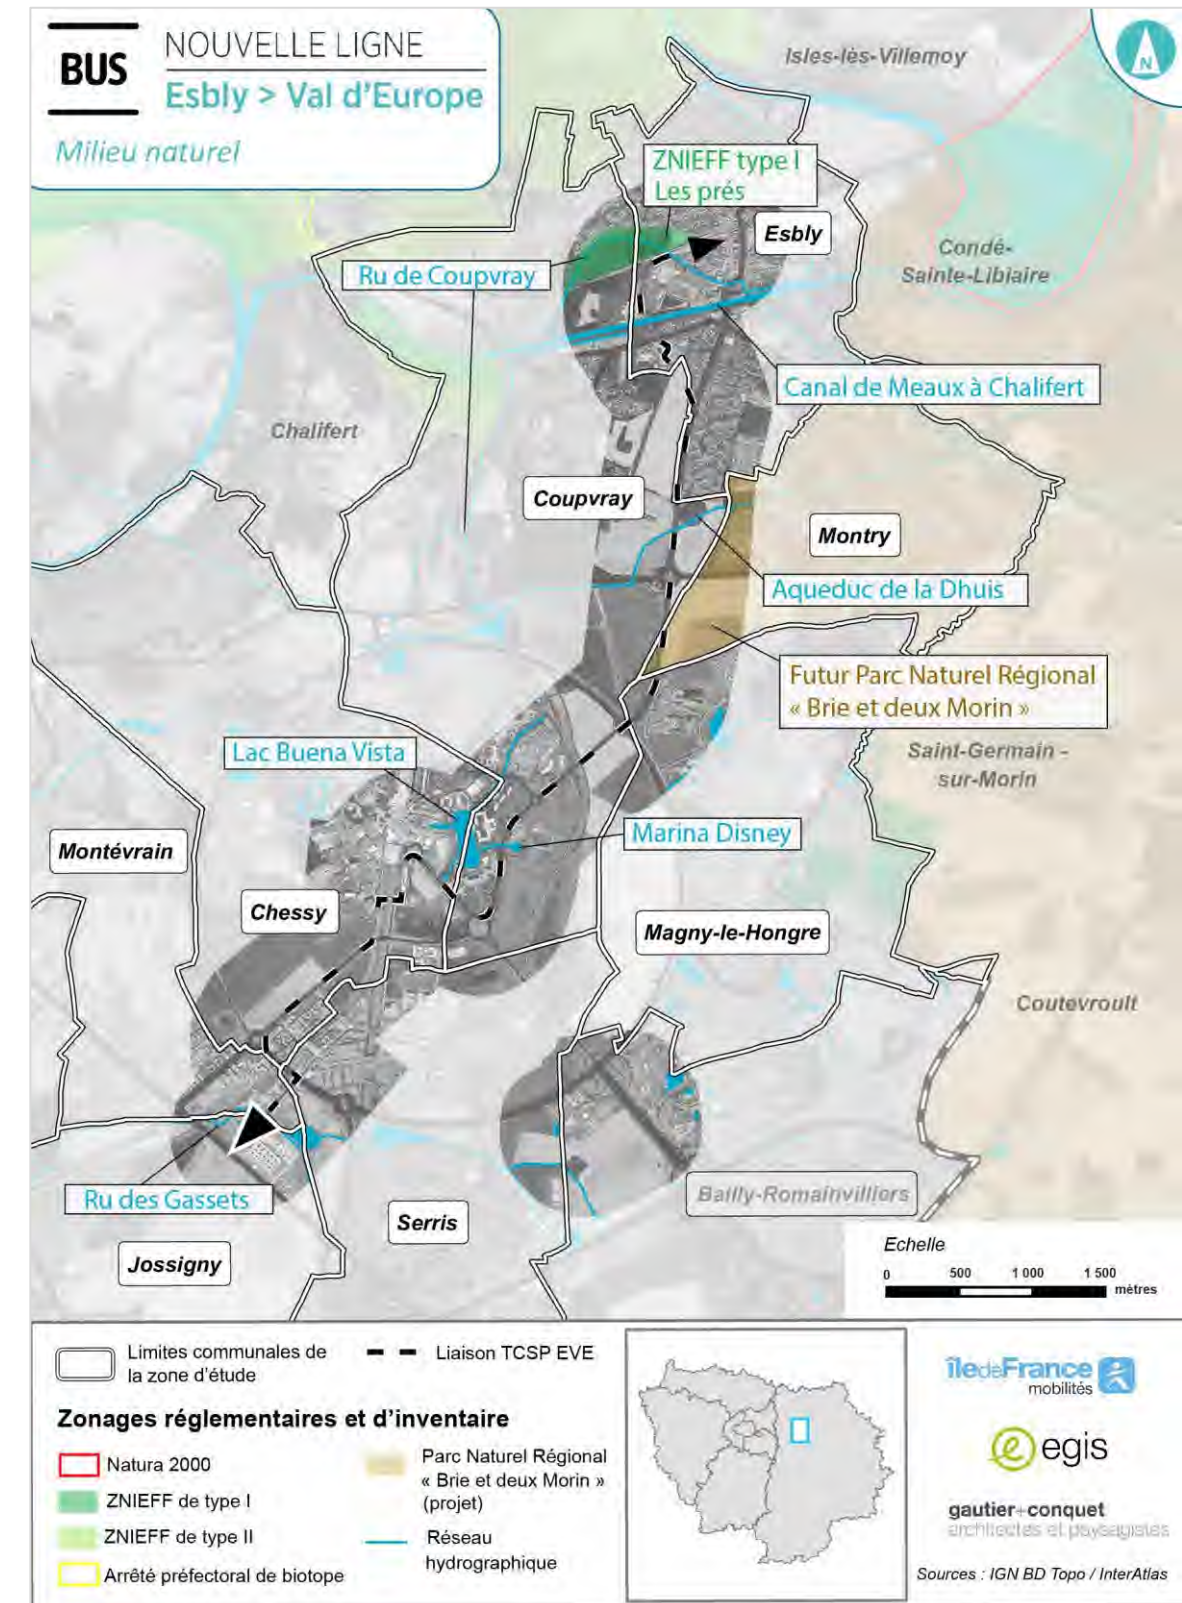 BUS
NOUVELLE LIGNE
Esbly > Val d'Europe
Milieu naturel
N
Isles-lès-Villemoy
ZNIEFF type I
Les prés
Esbly
Condé-
Sainte-Libiaire
Ru de Coupvray
Canal de Meaux à Chalifert
Chalifert
Coupvray
Montry
Aqueduc de la Dhuis
Futur Parc Naturel Régional
« Brie et deux Morin »
Lac Buena Vista
Saint-Germain -
sur-Morin
Marina Disney
Montévrain
Chessy
Magny-le-Hongre
Coutevroult
Ru des Gassets
Bailly-Romainvilliers
Serris
Jossigny
Echelle
0 500 1 000 1 500
mètres
Limites communales de
la zone d'étude
Liaison TCSP EVE
Zonages réglementaires et d'inventaire
Natura 2000
ZNIEFF de type I
ZNIEFF de type II
Arrêté préfectoral de biotope
Parc Naturel Régional
« Brie et deux Morin »
(projet)
Réseau
hydrographique
îledeFrance
mobilités
egis
gautier+conquet
architectes et paysagistes
Sources : IGN BD Topo / InterAtlas